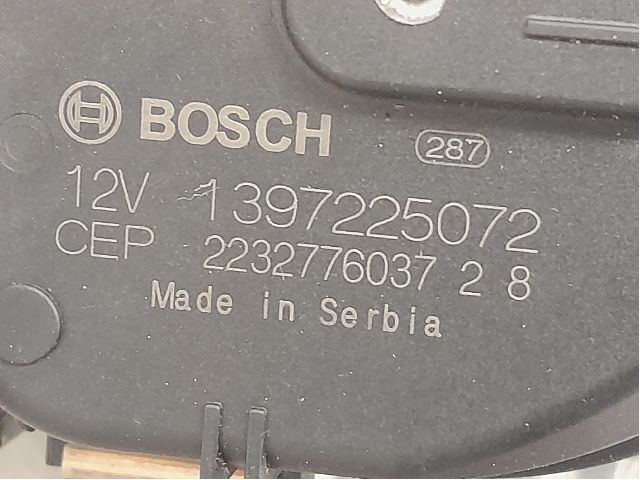 BOSCH 287
12V 1397225072
CEP 2232776037 2 8
Made in Serbia